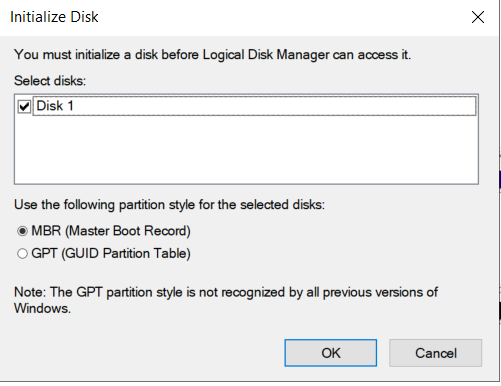 Initialize Disk
You must initialize a disk before Logical Disk Manager can access it.
Select disks:
Disk 1
Use the following partition style for the selected disks:
MBR (Master Boot Record)
GPT (GUID Partition Table)
Note: The GPT partition style is not recognized by all previous versions of
Windows.
OK
Cancel